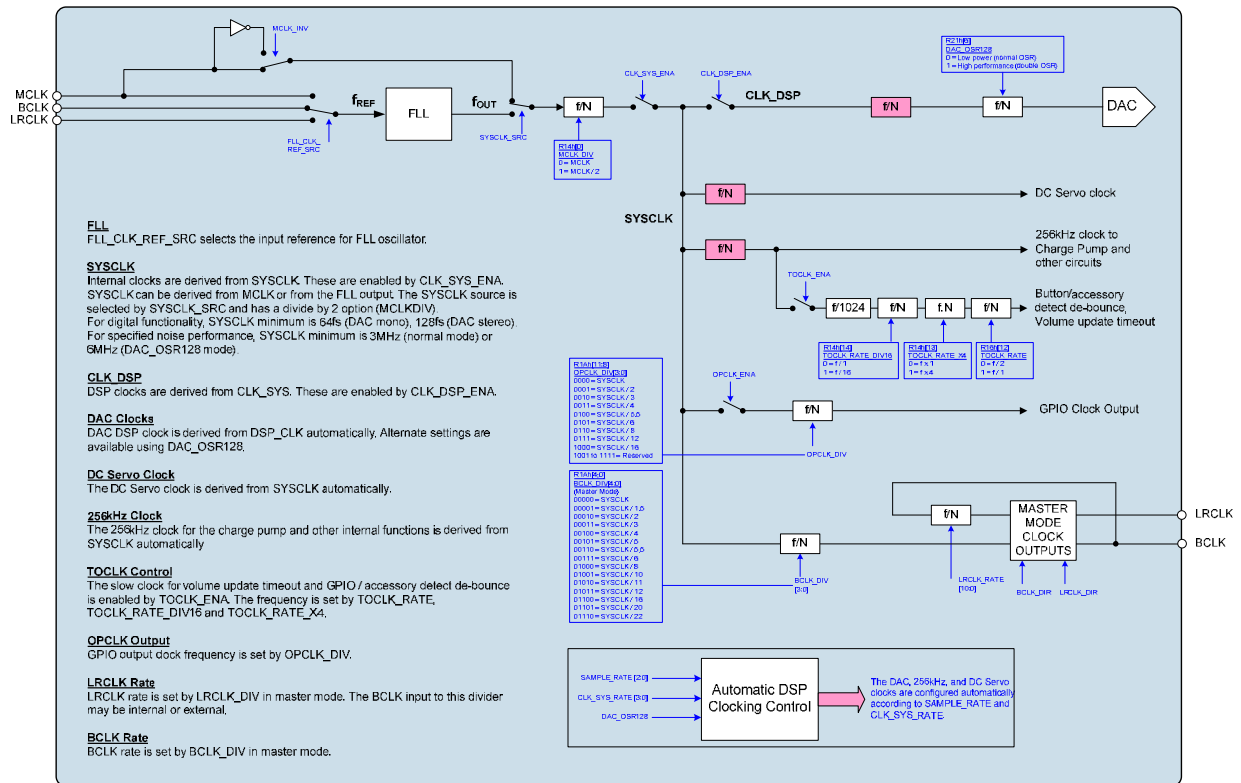 MCLK_INV
MCLK
BCLK
LRCLK
fREF
FLL
fOUT
FLL_CLK_
REF_SRC
SYSCLK_SRC
f/N
R14h[0]
MCLK_DIV
0 = MCLK
1 = MCLK / 2
CLK_SYS_ENA
CLK_DSP_ENA
CLK_DSP
f/N
R21h[6]
DAC_OSR128
0 = Low power (normal OSR)
1 = High performance (double OSR)
f/N
DAC
SYSCLK
f/N
DC Servo clock
f/N
256kHz clock to
Charge Pump and
other circuits
TOCLK_ENA
f/1024
f/N
f.N
f/N
Button/accessory
detect de-bounce,
Volume update timeout
R14h[14]
TOCLK_RATE_DIV16
0 = f / 1
1 = f / 16
R14h[13]
TOCLK_RATE_X4
0 = f x 1
1 = f x 4
R16h[12]
TOCLK_RATE
0 = f / 2
1 = f / 1
R1Ah[11:8]
OPCLK_DIV[3:0]
0000 = SYSCLK
0001 = SYSCLK / 2
0010 = SYSCLK / 3
0011 = SYSCLK / 4
0100 = SYSCLK / 5.5
0101 = SYSCLK / 6
0110 = SYSCLK / 8
0111 = SYSCLK / 12
1000 = SYSCLK / 16
1001 to 1111 = Reserved
OPCLK_ENA
f/N
OPCLK_DIV
GPIO Clock Output
R1Ah[4:0]
BCLK_DIV[4:0]
(Master Mode)
00000 = SYSCLK
00001 = SYSCLK / 1.5
00010 = SYSCLK / 2
00011 = SYSCLK / 3
00100 = SYSCLK / 4
00101 = SYSCLK / 5
00110 = SYSCLK / 5.5
00111 = SYSCLK / 6
01000 = SYSCLK / 8
01001 = SYSCLK / 10
01010 = SYSCLK / 11
01011 = SYSCLK / 12
01100 = SYSCLK / 16
01101 = SYSCLK / 20
01110 = SYSCLK / 22
f/N
BCLK_DIV
[3:0]
f/N
LRCLK_RATE
[10:0]
MASTER
MODE
CLOCK
OUTPUTS
BCLK_DIR
LRCLK_DIR
LRCLK
BCLK
FLL
FLL_CLK_REF_SRC selects the input reference for FLL oscillator.
SYSCLK
Internal clocks are derived from SYSCLK. These are enabled by CLK_SYS_ENA.
SYSCLK can be derived from MCLK or from the FLL output. The SYSCLK source is
selected by SYSCLK_SRC and has a divide by 2 option (MCLKDIV).
For digital functionality, SYSCLK minimum is 64fs (DAC mono), 128fs (DAC stereo).
For specified noise performance, SYSCLK minimum is 3MHz (normal mode) or
6MHz (DAC_OSR128 mode).
CLK_DSP
DSP clocks are derived from CLK_SYS. These are enabled by CLK_DSP_ENA.
DAC Clocks
DAC DSP clock is derived from DSP_CLK automatically. Alternate settings are
available using DAC_OSR128.
DC Servo Clock
The DC Servo clock is derived from SYSCLK automatically.
256kHz Clock
The 256kHz clock for the charge pump and other internal functions is derived from
SYSCLK automatically
TOCLK Control
The slow clock for volume update timeout and GPIO / accessory detect de-bounce
is enabled by TOCLK_ENA. The frequency is set by TOCLK_RATE,
TOCLK_RATE_DIV16 and TOCLK_RATE_X4.
OPCLK Output
GPIO output clock frequency is set by OPCLK_DIV.
LRCLK Rate
LRCLK rate is set by LRCLK_DIV in master mode. The BCLK input to this divider
may be internal or external.
BCLK Rate
BCLK rate is set by BCLK_DIV in master mode.
SAMPLE_RATE [2:0]
CLK_SYS_RATE [3:0]
DAC_OSR128
Automatic DSP
Clocking Control
The DAC, 256kHz, and DC Servo
clocks are configured automatically
according to SAMPLE_RATE and
CLK_SYS_RATE.